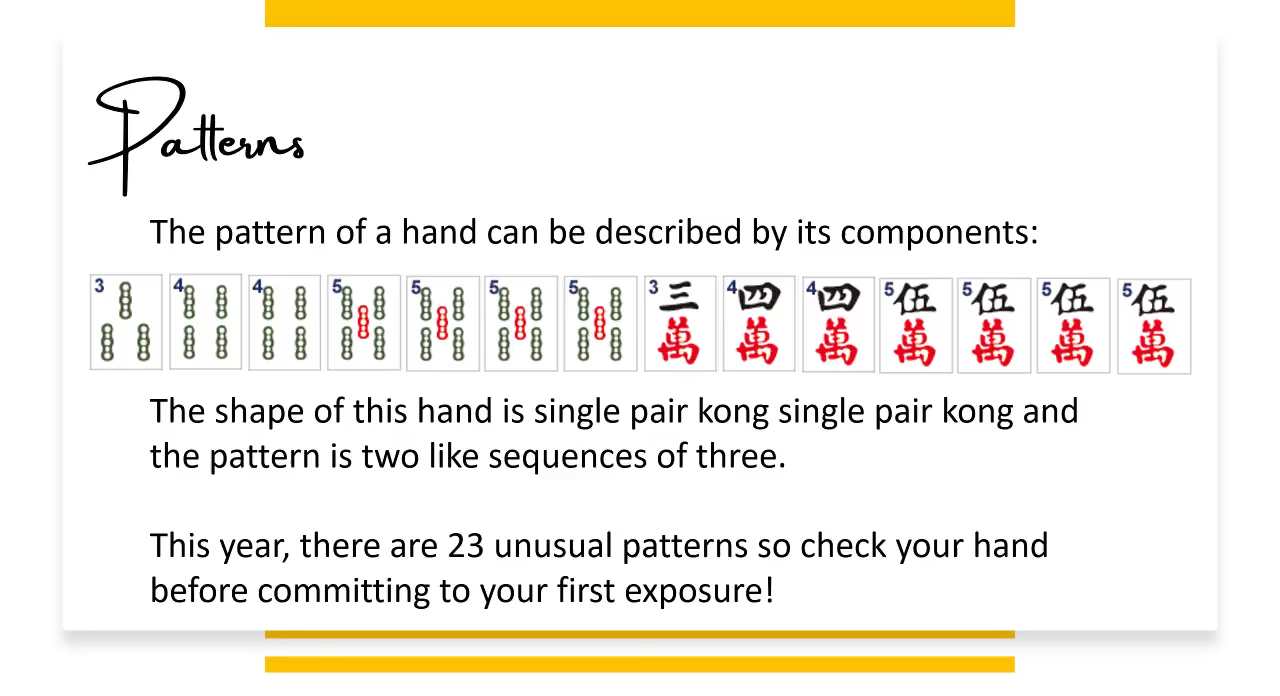 Patterns
The pattern of a hand can be described by its components:
3 4 4 5 5 5 5 3 三萬 4 四萬 4 四萬 5 伍萬 5 伍萬 5 伍萬 5 伍萬
The shape of this hand is single pair kong single pair kong and
the pattern is two like sequences of three.
This year, there are 23 unusual patterns so check your hand
before committing to your first exposure!